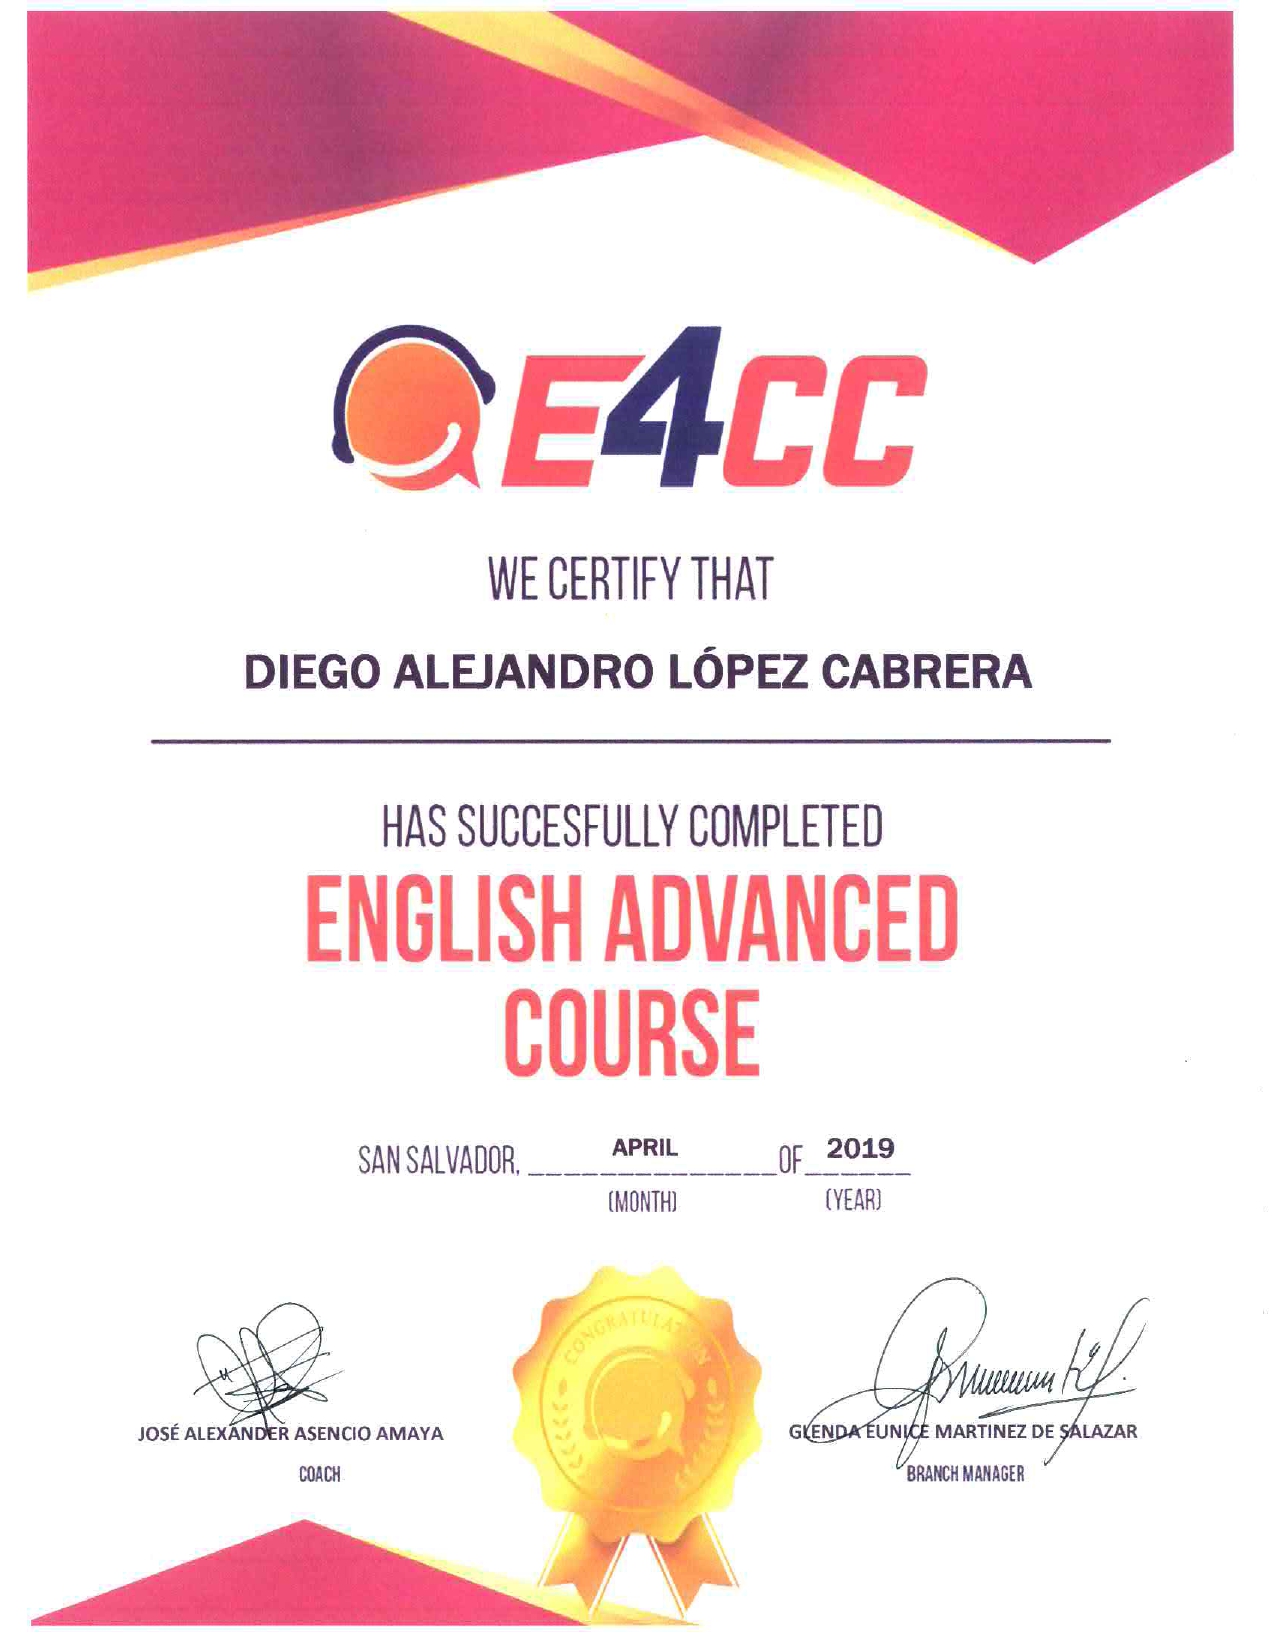 E4CC
WE CERTIFY THAT
DIEGO ALEJANDRO LÓPEZ CABRERA
HAS SUCCESFULLY COMPLETED
ENGLISH ADVANCED
COURSE
SAN SALVADOR, APRIL OF 2019
(MONTH) (YEAR)
CONGRATULATION
JOSÉ ALEXANDER ASENCIO AMAYA
COACH
GLENDA EUNICE MARTINEZ DE SALAZAR
BRANCH MANAGER